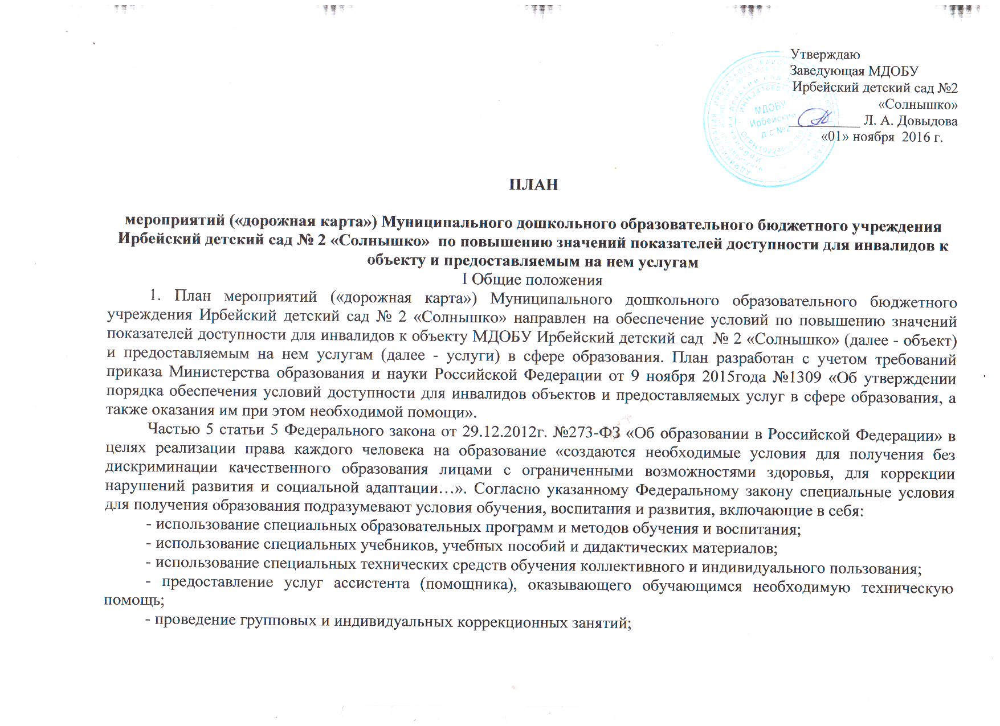 Утверждаю
Заведующая МДОБУ
Ирбейский детский сад №2
«Солнышко»
__________ Л. А. Довыдова
«01» ноября 2016 г.
МДОБУ
Ирбейский
д/с №2
ПЛАН
мероприятий («дорожная карта») Муниципального дошкольного образовательного бюджетного учреждения
Ирбейский детский сад № 2 «Солнышко» по повышению значений показателей доступности для инвалидов к
объекту и предоставляемым на нем услугам
I Общие положения
1. План мероприятий («дорожная карта») Муниципального дошкольного образовательного бюджетного
учреждения Ирбейский детский сад № 2 «Солнышко» направлен на обеспечение условий по повышению значений
показателей доступности для инвалидов к объекту МДОБУ Ирбейский детский сад № 2 «Солнышко» (далее - объект)
и предоставляемым на нем услугам (далее - услуги) в сфере образования. План разработан с учетом требований
приказа Министерства образования и науки Российской Федерации от 9 ноября 2015года №1309 «Об утверждении
порядка обеспечения условий доступности для инвалидов объектов и предоставляемых услуг в сфере образования, а
также оказания им при этом необходимой помощи».
Частью 5 статьи 5 Федерального закона от 29.12.2012г. №273-ФЗ «Об образовании в Российской Федерации» в
целях реализации права каждого человека на образование «создаются необходимые условия для получения без
дискриминации качественного образования лицами с ограниченными возможностями здоровья, для коррекции
нарушений развития и социальной адаптации…». Согласно указанному Федеральному закону специальные условия
для получения образования подразумевают условия обучения, воспитания и развития, включающие в себя:
- использование специальных образовательных программ и методов обучения и воспитания;
- использование специальных учебников, учебных пособий и дидактических материалов;
- использование специальных технических средств обучения коллективного и индивидуального пользования;
- предоставление услуг ассистента (помощника), оказывающего обучающимся необходимую техническую
помощь;
- проведение групповых и индивидуальных коррекционных занятий;